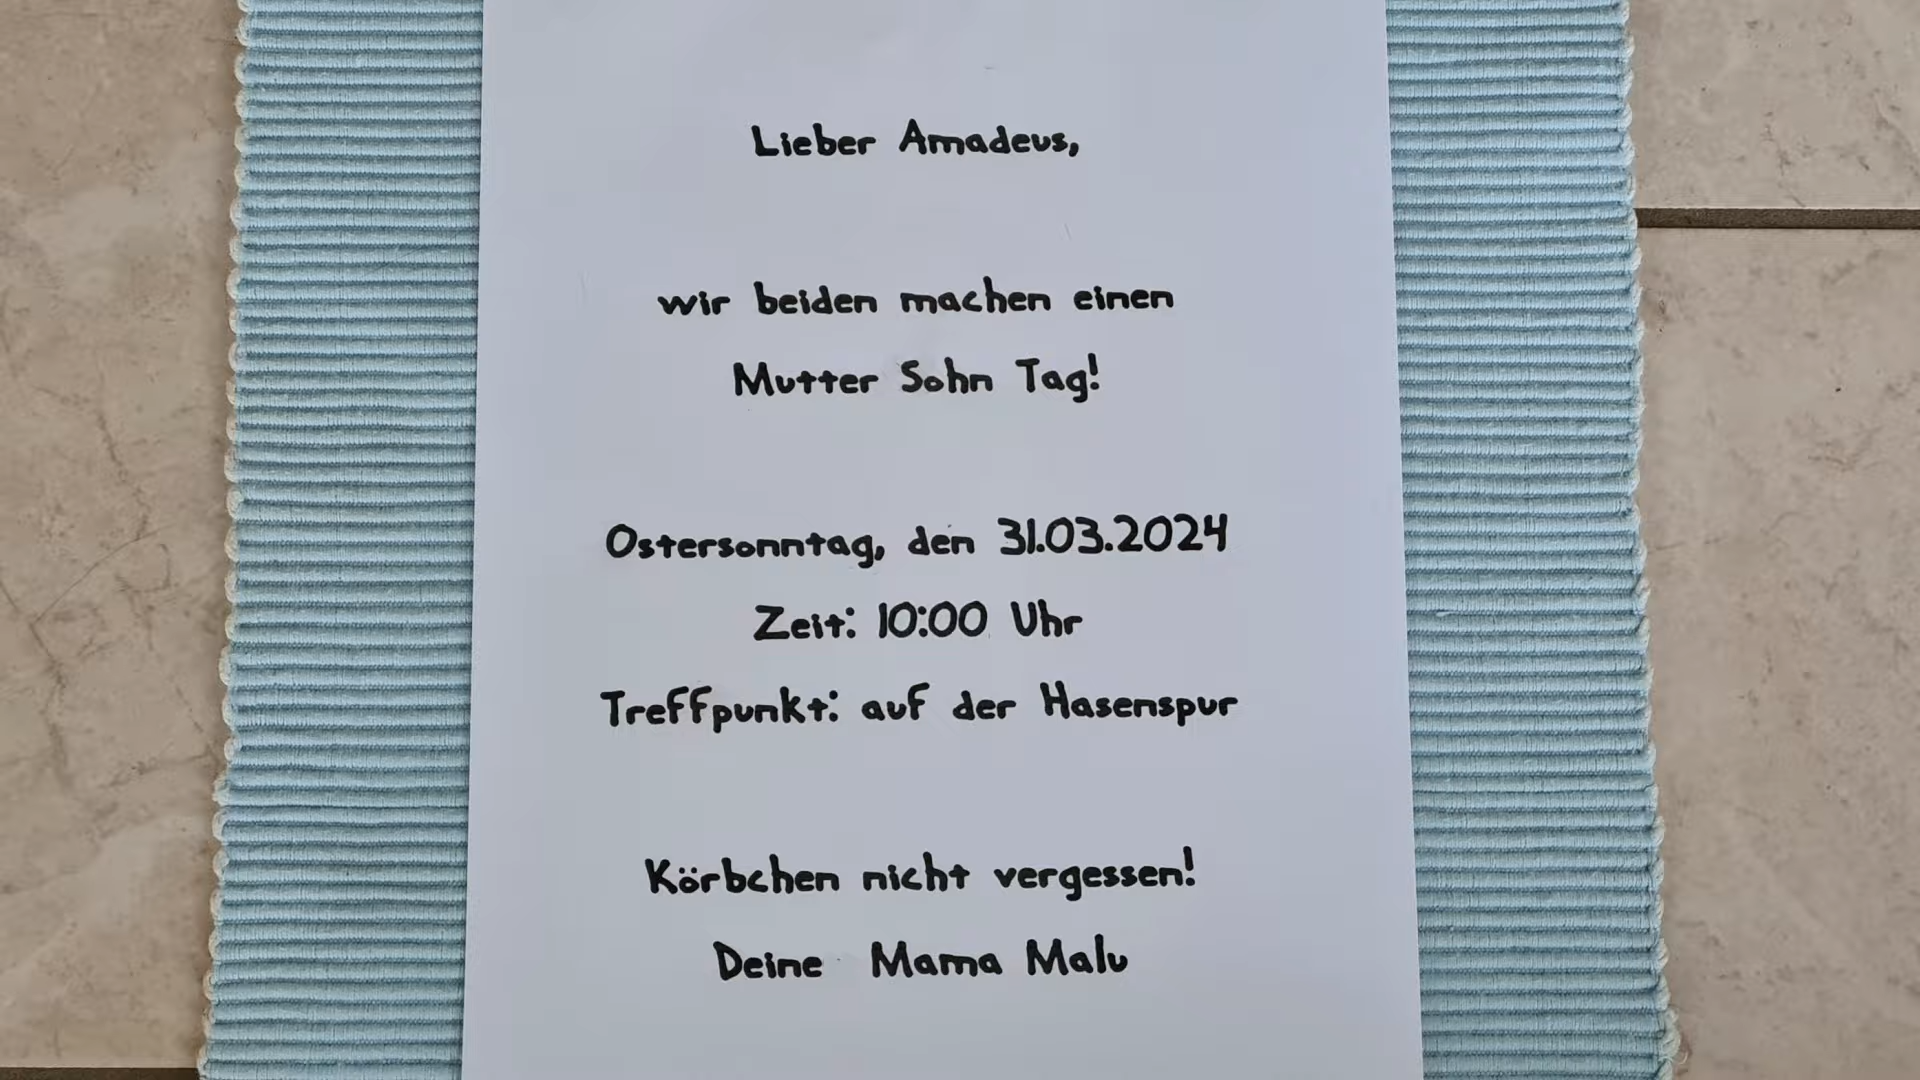 Lieber Amadeus,
wir beiden machen einen
Mutter Sohn Tag!
Ostersonntag, den 31.03.2024
Zeit: 10:00 Uhr
Treffpunkt: auf der Hasenspur
Körbchen nicht vergessen!
Deine Mama Malu